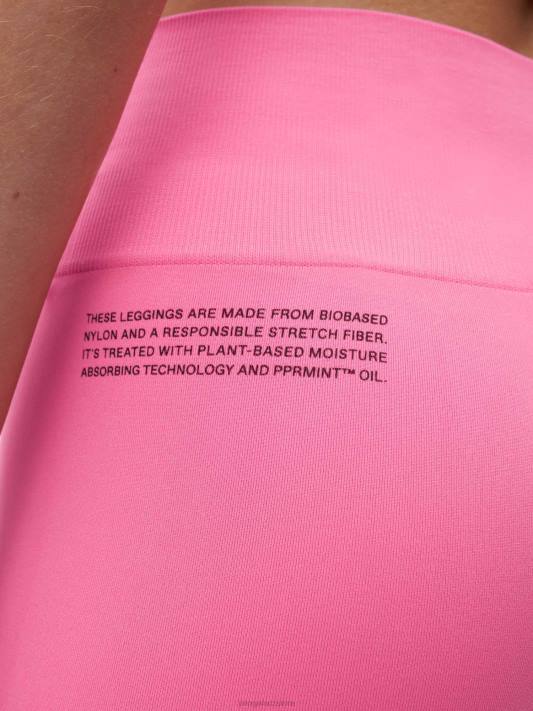 THESE LEGGINGS ARE MADE FROM BIOBASED
NYLON AND A RESPONSIBLE STRETCH FIBER.
IT'S TREATED WITH PLANT-BASED MOISTURE
ABSORBING TECHNOLOGY AND PPRMINT™ OIL.